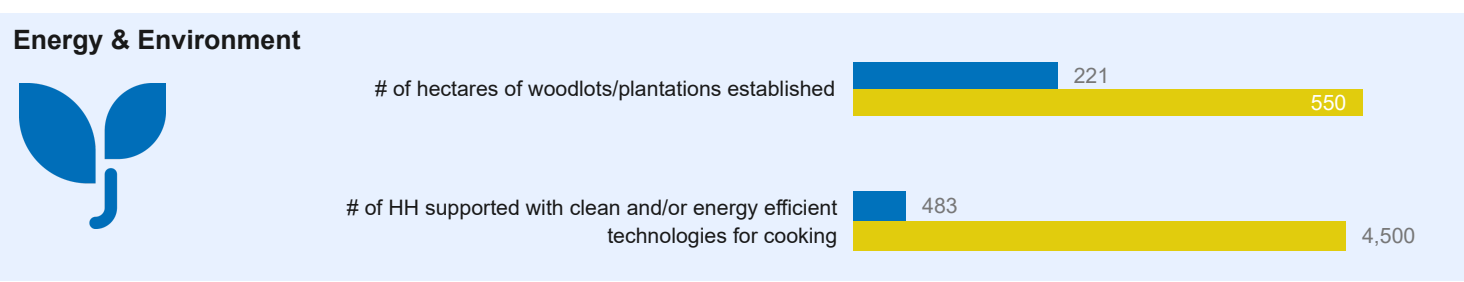 Energy & Environment
# of hectares of woodlots/plantations established
221
550
# of HH supported with clean and/or energy efficient
technologies for cooking
483
4,500